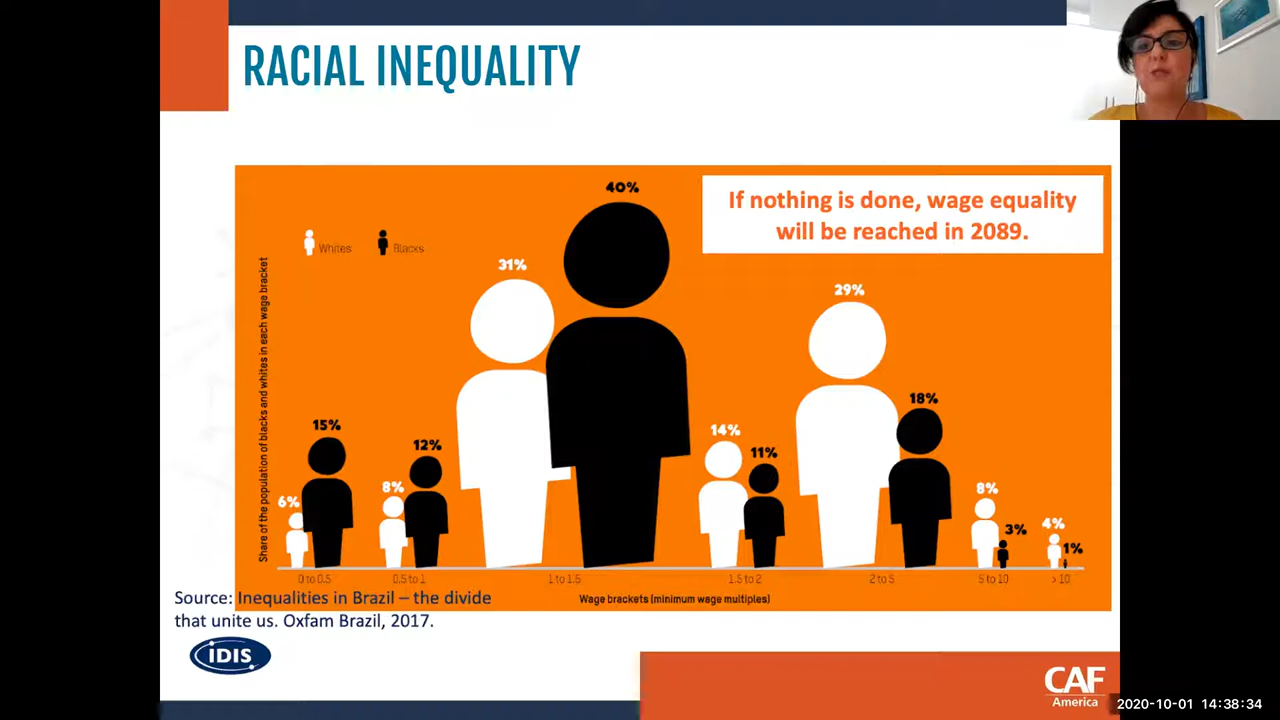 RACIAL INEQUALITY
If nothing is done, wage equality
will be reached in 2089.
Whites
Blacks
Share of the population of blacks and whites in each wage bracket
6%
15%
8%
12%
31%
40%
14%
11%
29%
18%
8%
3%
4%
1%
0 to 0.5
0.5 to 1
1 to 1.5
1.5 to 2
2 to 5
5 to 10
> 10
Wage brackets (minimum wage multiples)
Source: Inequalities in Brazil – the divide
that unite us. Oxfam Brazil, 2017.
iDIS
CAF
America
2020-10-01 14:38:34